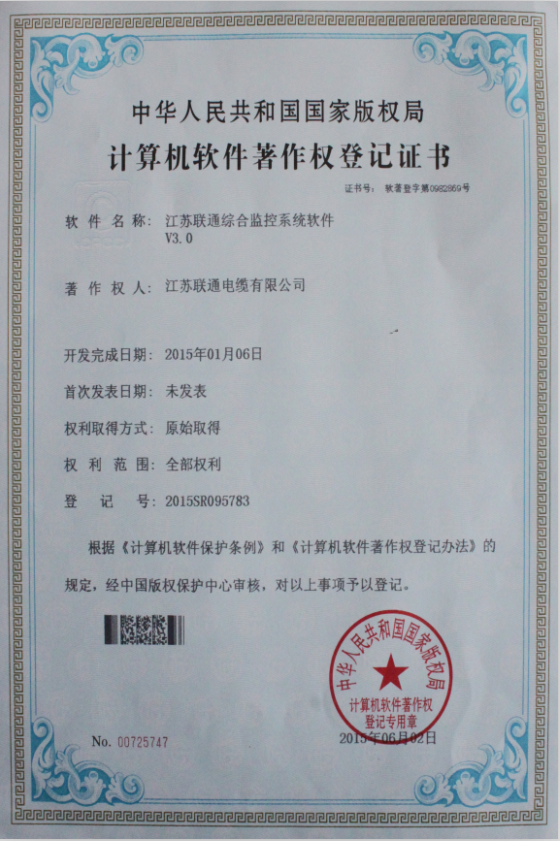 中华人民共和国国家版权局
计算机软件著作权登记证书
证书号： 软著登字第0982869号
软件名称： 江苏联通综合监控系统软件
V3.0
著作权人： 江苏联通电缆有限公司
开发完成日期： 2015年01月06日
首次发表日期： 未发表
权利取得方式： 原始取得
权利范围： 全部权利
登记号： 2015SR095783
根据《计算机软件保护条例》和《计算机软件著作权登记办法》的
规定，经中国版权保护中心审核，对以上事项予以登记。
中华人民共和国国家版权局
计算机软件著作权
登记专用章
No. 00725747
2015年06月02日